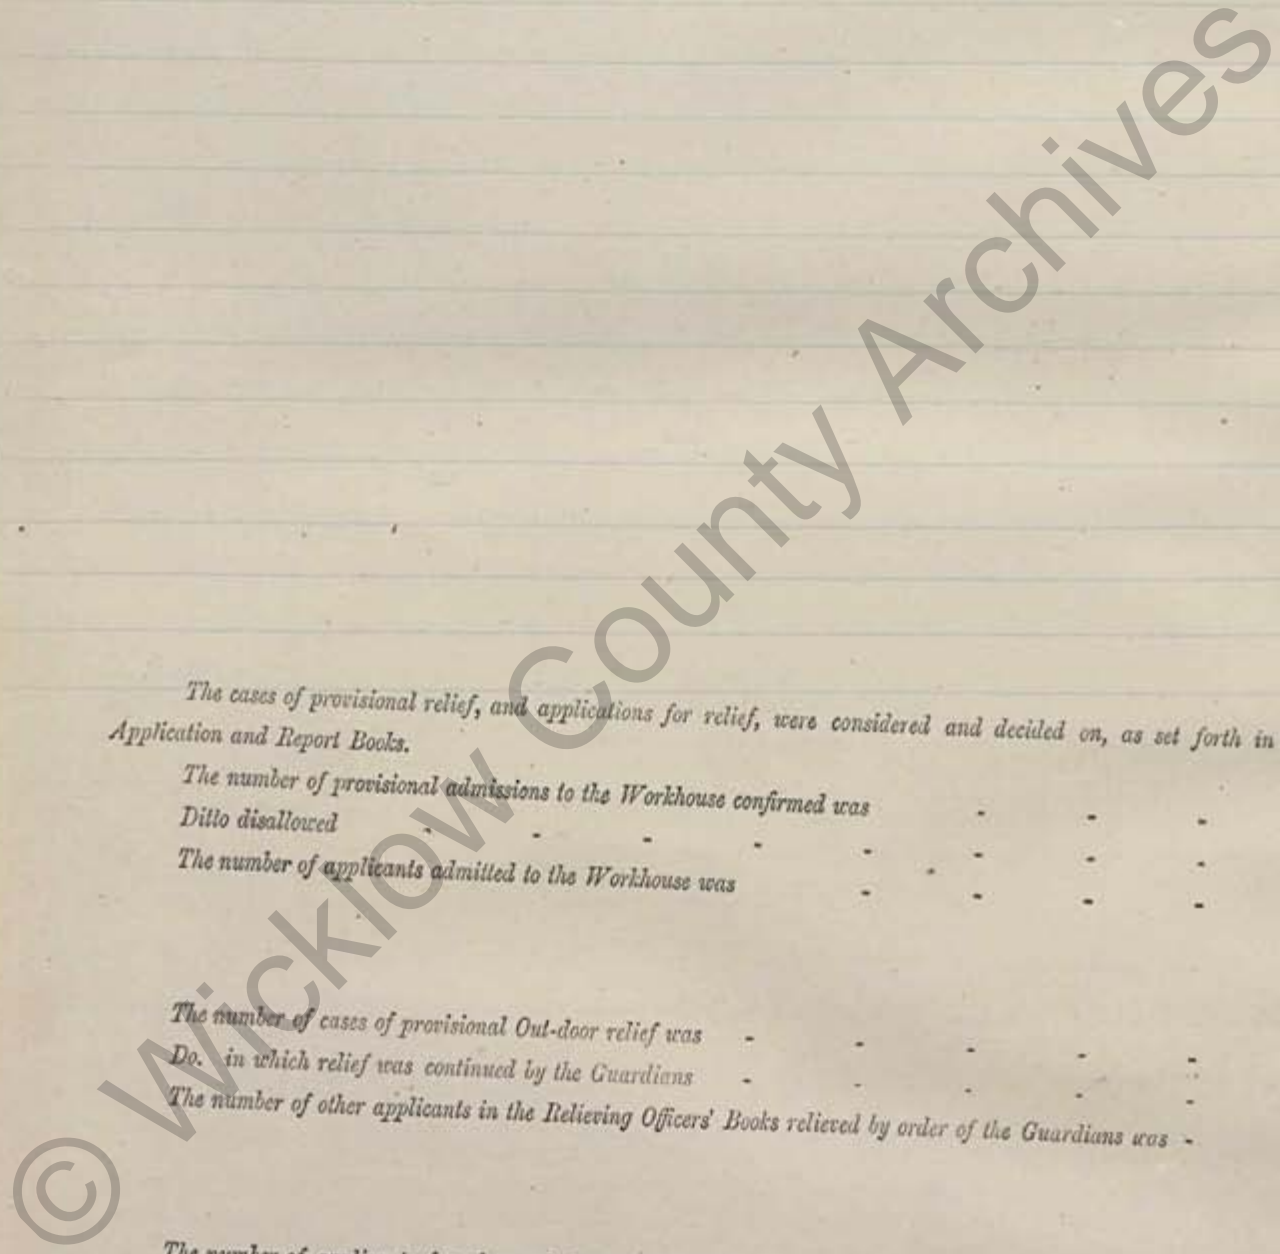 The cases of provisional relief, and applications for relief, were considered and decided on, as set forth in
Application and Report Books.
The number of provisional admissions to the Workhouse confirmed was - - -
Ditto disallowed - - - - - - - -
The number of applicants admitted to the Workhouse was - - - -
The number of cases of provisional Out-door relief was - - - - -
Do. in which relief was continued by the Guardians - - - - -
The number of other applicants in the Relieving Officers' Books relieved by order of the Guardians was -
The number of
© Wicklow County Archives